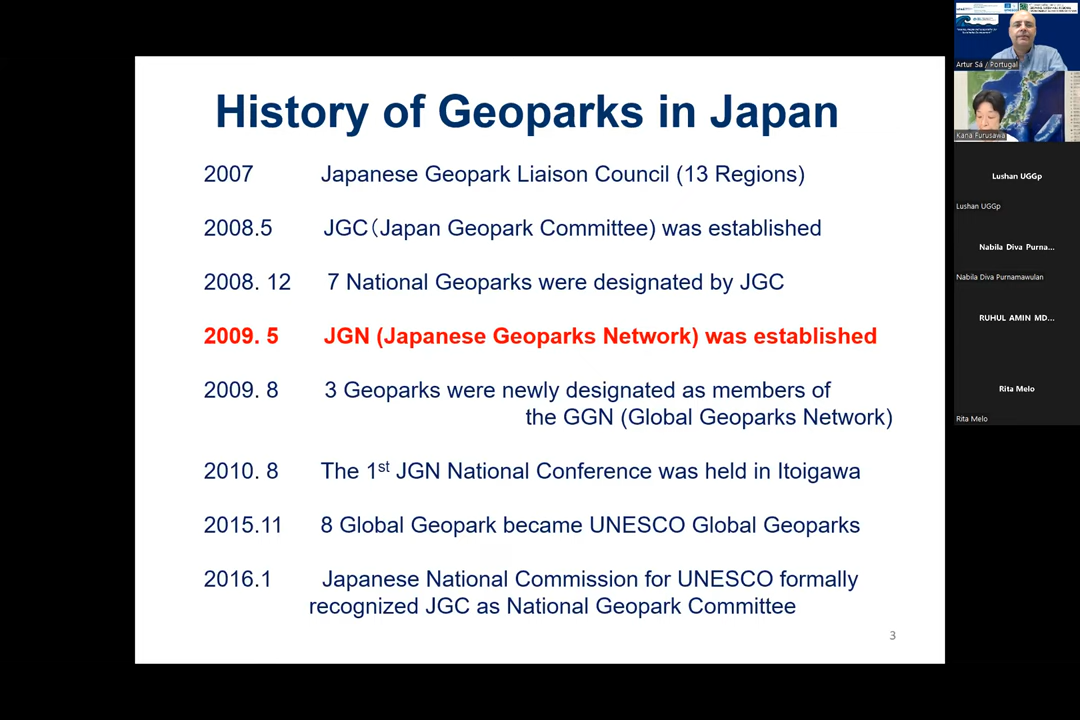 History of Geoparks in Japan
2007 Japanese Geopark Liaison Council (13 Regions)
2008.5 JGC（Japan Geopark Committee) was established
2008. 12 7 National Geoparks were designated by JGC
2009. 5 JGN (Japanese Geoparks Network) was established
2009. 8 3 Geoparks were newly designated as members of
the GGN (Global Geoparks Network)
2010. 8 The 1st JGN National Conference was held in Itoigawa
2015.11 8 Global Geopark became UNESCO Global Geoparks
2016.1 Japanese National Commission for UNESCO formally
recognized JGC as National Geopark Committee
3
Artur Sá / Portugal
Kana Furusawa
Lushan UGGp
Lushan UGGp
Nabila Diva Purna...
Nabila Diva Purnamawulan
RUHUL AMIN MD...
Rita Melo
Rita Melo